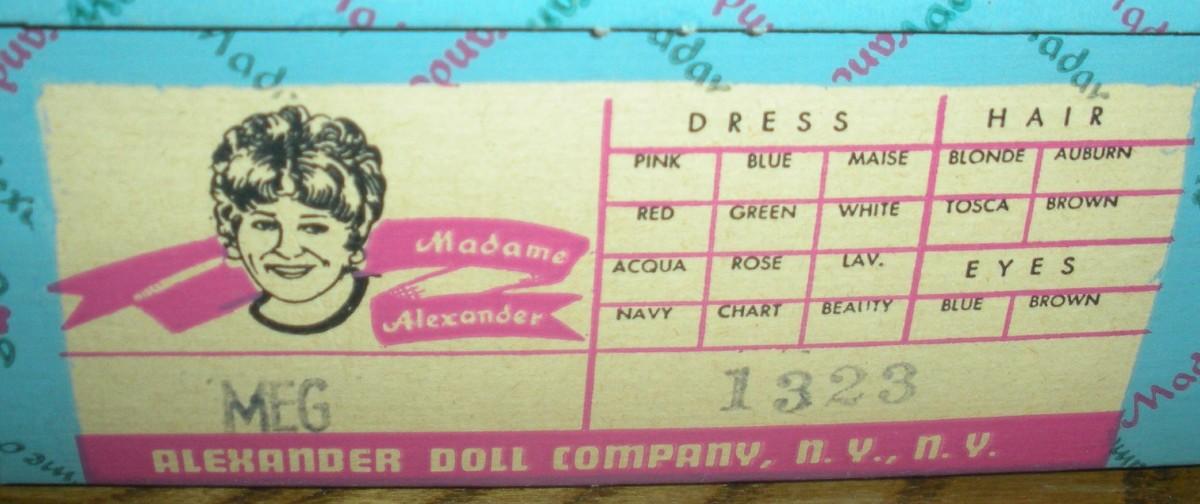 Madame
Alexander
MEG
DRESS
PINK BLUE MAISE
RED GREEN WHITE
ACQUA ROSE LAV.
NAVY CHART BEALITY
HAIR
BLONDE AUBURN
TOSCA BROWN
EYES
BLUE BROWN
1323
ALEXANDER DOLL COMPANY, N.Y., N.Y.